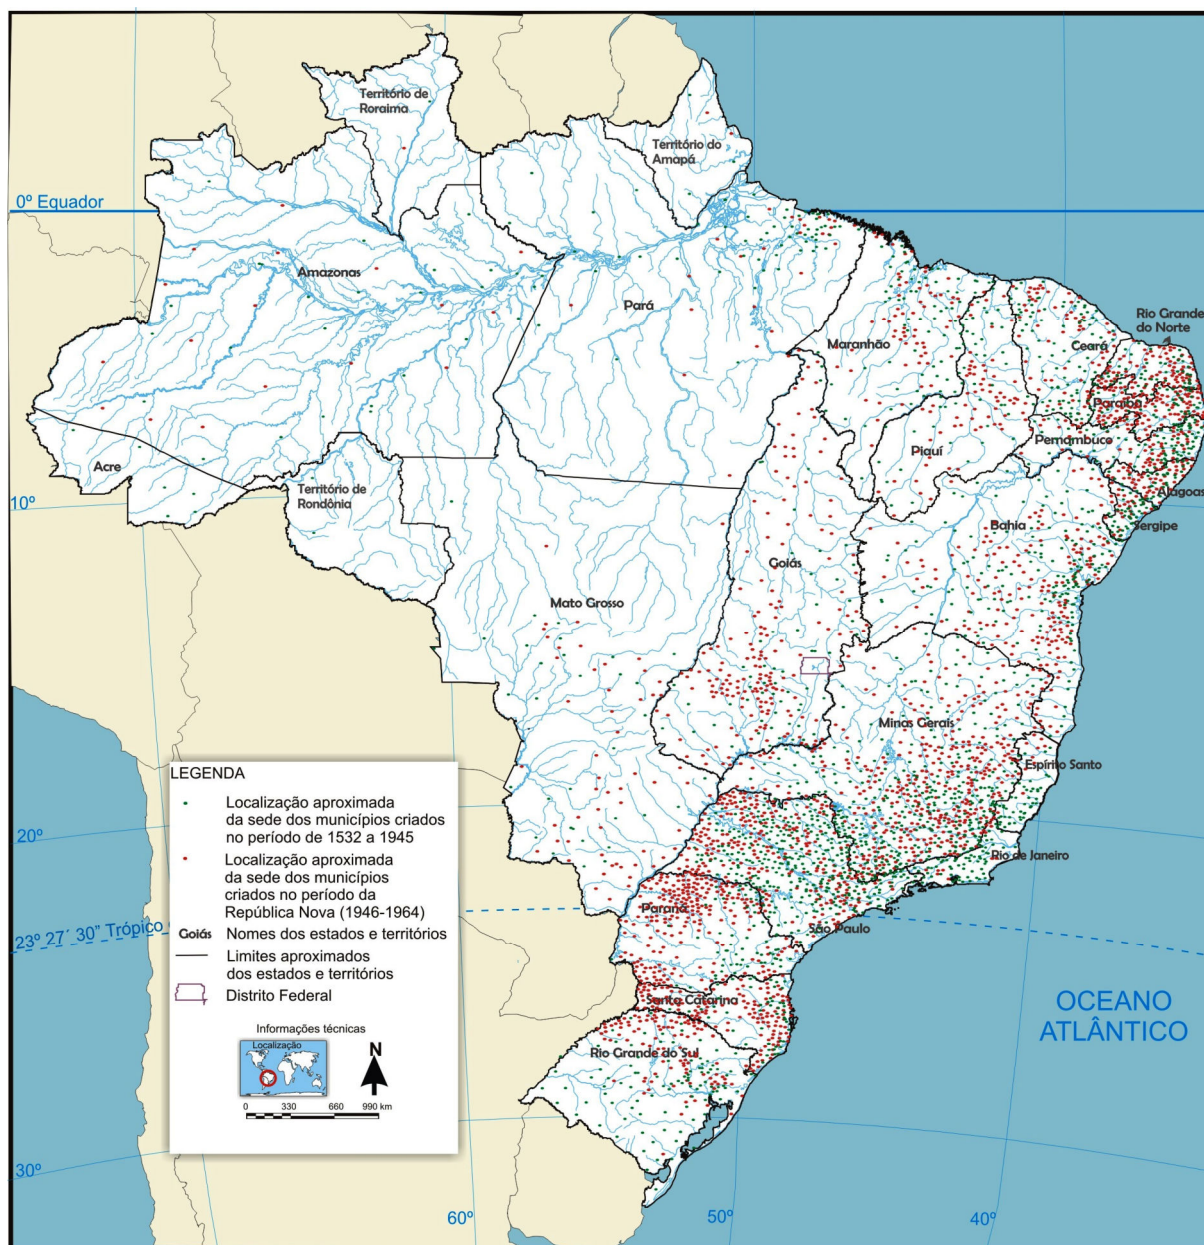 Território de
Roraima
Território do
Amapá
0º Equador
Amazonas
Pará
Rio Grande
do Norte
Maranhão
Ceará
Paraíba
Piauí
Pernambuco
Acre
Território de
Rondônia
Alagoas
10º
Bahia
Sergipe
Goiás
Mato Grosso
Minas Gerais
Espírito Santo
LEGENDA
Localização aproximada
da sede dos municípios criados
no período de 1532 a 1945
Localização aproximada
da sede dos municípios
criados no período da
República Nova (1946-1964)
Goiás Nomes dos estados e territórios
Limites aproximados
dos estados e territórios
Distrito Federal
Informações técnicas
Localização
N
0 330 660 990 km
20º
Rio de Janeiro
Paraná
São Paulo
23º 27´ 30” Trópico
Santa Catarina
OCEANO
ATLÂNTICO
Rio Grande do Sul
30º
60º
50º
40º